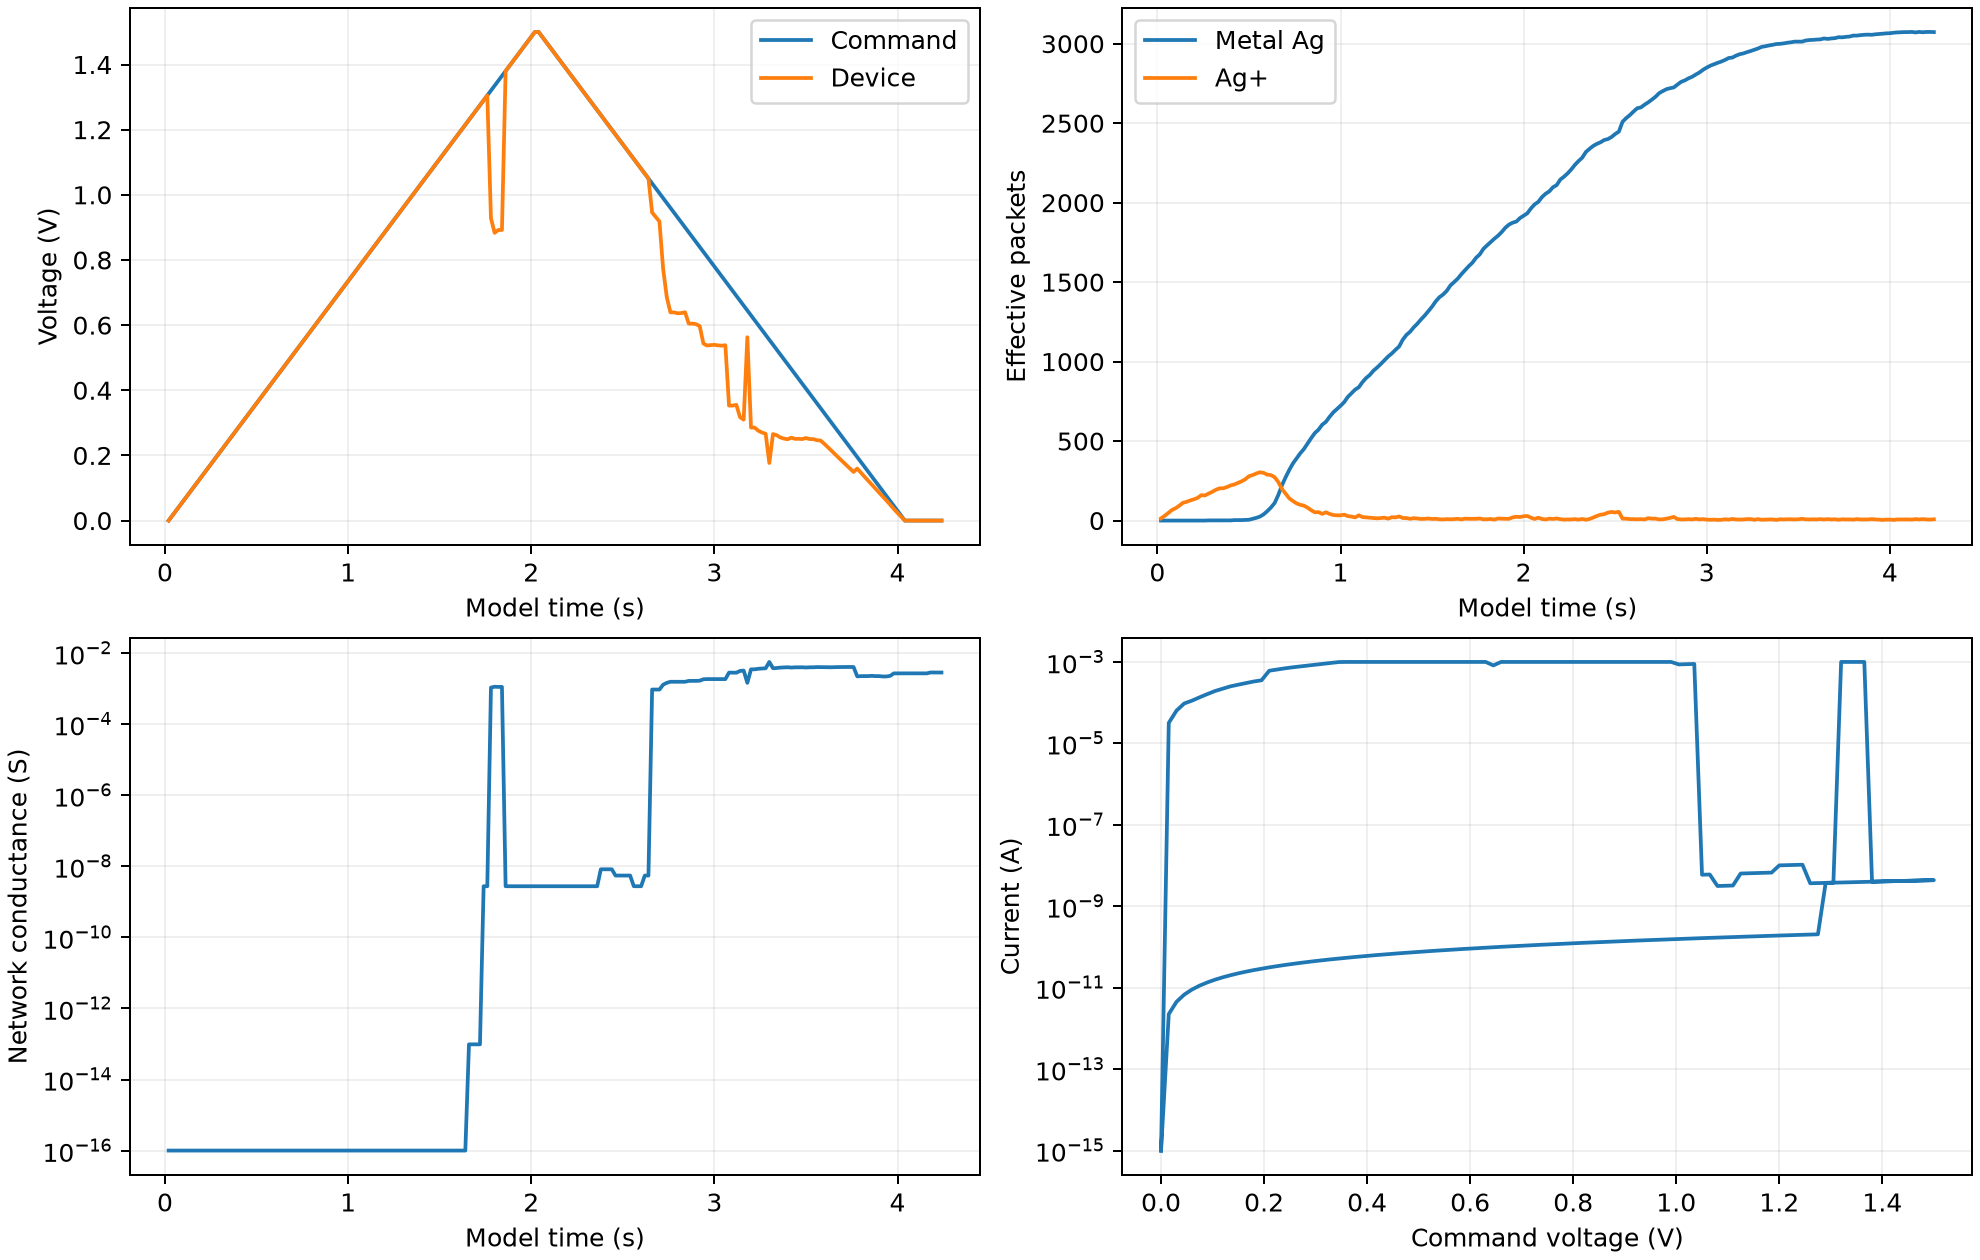 Command
Device
1.4
1.2
1.0
0.8
0.6
0.4
0.2
0.0
Voltage (V)
0 1 2 3 4
Model time (s)
Metal Ag
Ag+
3000
2500
2000
1500
1000
500
0
Effective packets
0 1 2 3 4
Model time (s)
10⁻²
10⁻⁴
10⁻⁶
10⁻⁸
10⁻¹⁰
10⁻¹²
10⁻¹⁴
10⁻¹⁶
Network conductance (S)
0 1 2 3 4
Model time (s)
10⁻³
10⁻⁵
10⁻⁷
10⁻⁹
10⁻¹¹
10⁻¹³
10⁻¹⁵
Current (A)
0.0 0.2 0.4 0.6 0.8 1.0 1.2 1.4
Command voltage (V)